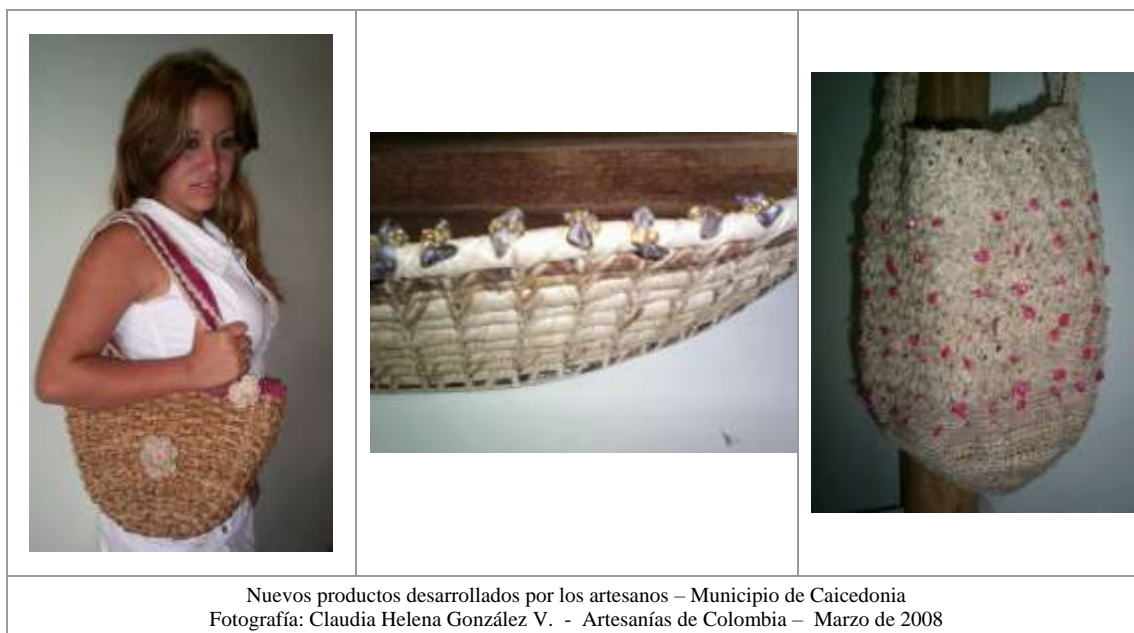 Nuevos productos desarrollados por los artesanos – Municipio de Caicedonia
Fotografía: Claudia Helena González V. - Artesanías de Colombia – Marzo de 2008